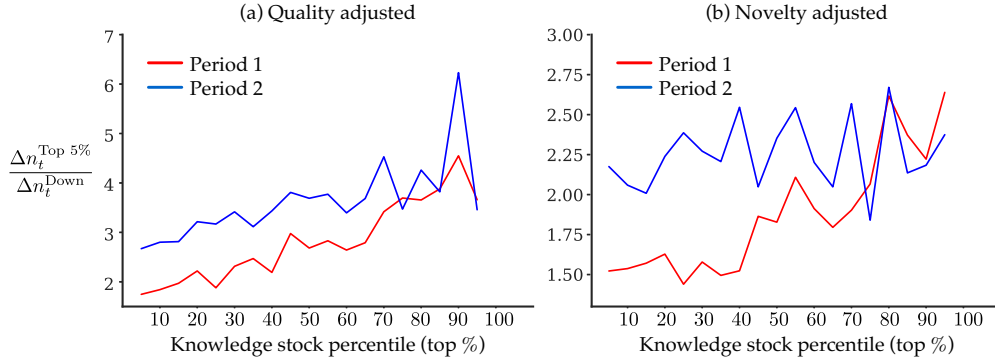 (a) Quality adjusted
7
6
5
4
3
2
Period 1
Period 2
Δn_t^{Top 5%}
Δn_t^{Down}
10 20 30 40 50 60 70 80 90 100
Knowledge stock percentile (top %)
(b) Novelty adjusted
3.00
2.75
2.50
2.25
2.00
1.75
1.50
Period 1
Period 2
10 20 30 40 50 60 70 80 90 100
Knowledge stock percentile (top %)